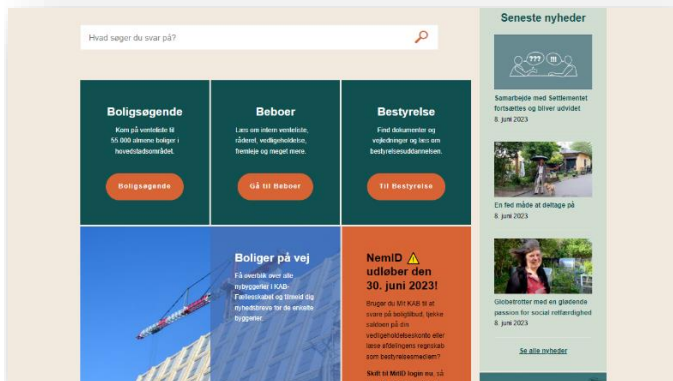 Hvad søger du svar på?
Boligsøgende
Kom på venteliste til
55.000 almene boliger i
hovedstadsområdet.
Boligsøgende
Beboer
Læs om intern venteliste,
råderet, vedligeholdelse,
fremleje og meget mere.
Gå til Beboer
Bestyrelse
Find dokumenter og
vejledninger og læs om
bestyrelsesuddannelsen.
Til Bestyrelse
Boliger på vej
Få overblik over alle
nybyggerier i KAB-
Fællesskabet og tilmeld dig
nyhedsbreve for de enkelte
byggerier.
NemID
udløber den
30. juni 2023!
Bruger du Mit KAB til at
svare på boligtilbud, tjekke
saldoen på din
vedligeholdelseskonto eller
læse afdelingens regnskab
som bestyrelsesmedlem?
Skift til MitID login nu, så
Seneste nyheder
???
!!!
Samarbejde med Settlementet
fortsættes og bliver udvidet
8. juni 2023
En fed måde at deltage på
8. juni 2023
Globetrotter med en glødende
passion for social retfærdighed
8. juni 2023
Se alle nyheder